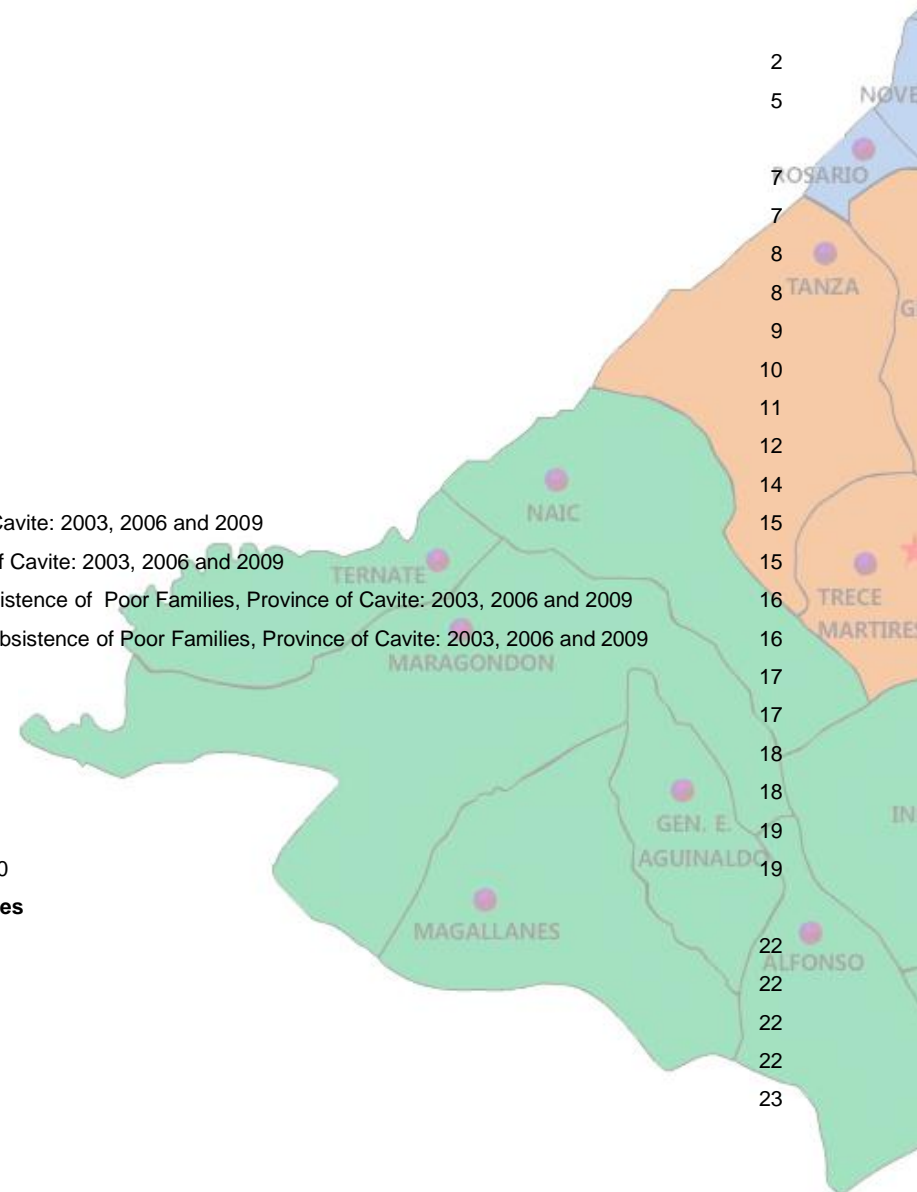 2
5
NOVE
7
ROSARIO
7
8
TANZA
8
G
9
10
11
12
14
NAIC
Cavite: 2003, 2006 and 2009 15
f Cavite: 2003, 2006 and 2009 15
TERNATE
istence of Poor Families, Province of Cavite: 2003, 2006 and 2009 16
TRECE
MARTIRES
bsistence of Poor Families, Province of Cavite: 2003, 2006 and 2009 16
MARAGONDON
17
17
18
18
IN
GEN. E.
19
AGUINALDO
0 19
es
MAGALLANES
22
ALFONSO
22
22
22
23